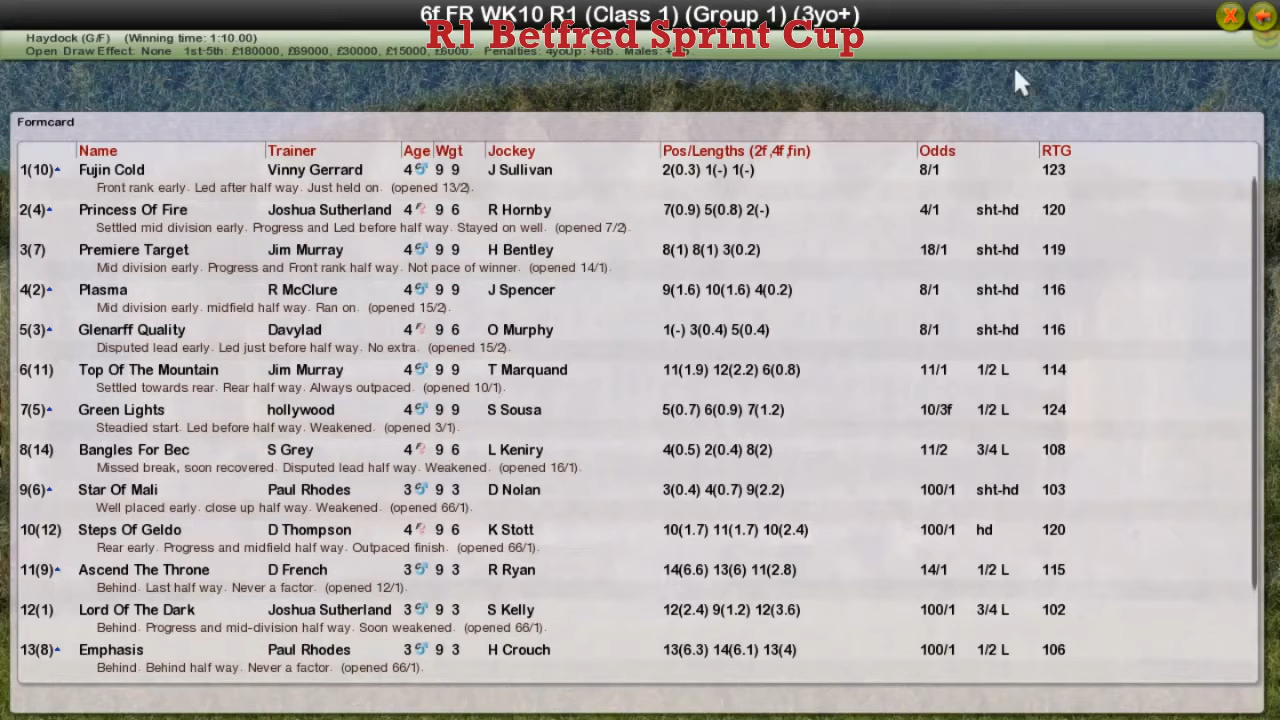 6f FR WK10 R1 (Class 1) (Group 1) (3yo+)
R1 Betfred Sprint Cup
Haydock (G/F) (Winning time: 1:10.00)
Open Draw Effect: None 1st-5th: £180000, £69000, £30000, £15000, £6000. Penalties: 4yoUp: +6lb. Males:
Formcard
Name Trainer Age Wgt Jockey Pos/Lengths (2f,4f,fin) Odds RTG
1(10) Fujin Cold Vinny Gerrard 4 9 9 J Sullivan 2(0.3) 1(-) 1(-) 8/1 123
Front rank early. Led after half way. Just held on. (opened 13/2).
2(4) Princess Of Fire Joshua Sutherland 4 9 6 R Hornby 7(0.9) 5(0.8) 2(-) 4/1 sht-hd 120
Settled mid division early. Progress and Led before half way. Stayed on well. (opened 7/2).
3(7) Premiere Target Jim Murray 4 9 9 H Bentley 8(1) 8(1) 3(0.2) 18/1 sht-hd 119
Mid division early. Progress and Front rank half way. Not pace of winner. (opened 14/1).
4(2) Plasma R McClure 4 9 9 J Spencer 9(1.6) 10(1.6) 4(0.2) 8/1 sht-hd 116
Mid division early. midfield half way. Ran on. (opened 15/2).
5(3) Glenarff Quality Davylad 4 9 6 O Murphy 1(-) 3(0.4) 5(0.4) 8/1 sht-hd 116
Disputed lead early. Led just before half way. No extra. (opened 15/2).
6(11) Top Of The Mountain Jim Murray 4 9 9 T Marquand 11(1.9) 12(2.2) 6(0.8) 11/1 1/2 L 114
Settled towards rear. Rear half way. Always outpaced. (opened 10/1).
7(5) Green Lights hollywood 4 9 9 S Sousa 5(0.7) 6(0.9) 7(1.2) 10/3f 1/2 L 124
Steadied start. Led before half way. Weakened. (opened 3/1).
8(14) Bangles For Bec S Grey 4 9 6 L Keniry 4(0.5) 2(0.4) 8(2) 11/2 3/4 L 108
Missed break, soon recovered. Disputed lead half way. Weakened. (opened 16/1).
9(6) Star Of Mali Paul Rhodes 3 9 3 D Nolan 3(0.4) 4(0.7) 9(2.2) 100/1 sht-hd 103
Well placed early. close up half way. Weakened. (opened 66/1).
10(12) Steps Of Geldo D Thompson 4 9 6 K Stott 10(1.7) 11(1.7) 10(2.4) 100/1 hd 120
Rear early. Progress and midfield half way. Outpaced finish. (opened 66/1).
11(9) Ascend The Throne D French 3 9 3 R Ryan 14(6.6) 13(6) 11(2.8) 14/1 1/2 L 115
Behind. Last half way. Never a factor. (opened 12/1).
12(1) Lord Of The Dark Joshua Sutherland 3 9 3 S Kelly 12(2.4) 9(1.2) 12(3.6) 100/1 3/4 L 102
Behind. Progress and mid-division half way. Soon weakened. (opened 66/1).
13(8) Emphasis Paul Rhodes 3 9 3 H Crouch 13(6.3) 14(6.1) 13(4) 100/1 1/2 L 106
Behind. Behind half way. Never a factor. (opened 66/1).